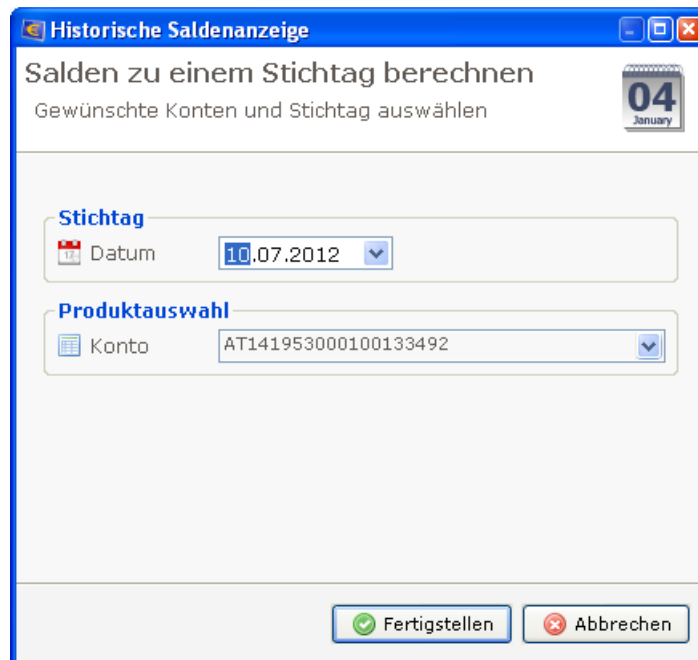 Historische Saldenanzeige
Salden zu einem Stichtag berechnen
Gewünschte Konten und Stichtag auswählen
04
January
Stichtag
Datum
10.07.2012
Produktauswahl
Konto
AT141953000100133492
Fertigstellen
Abbrechen